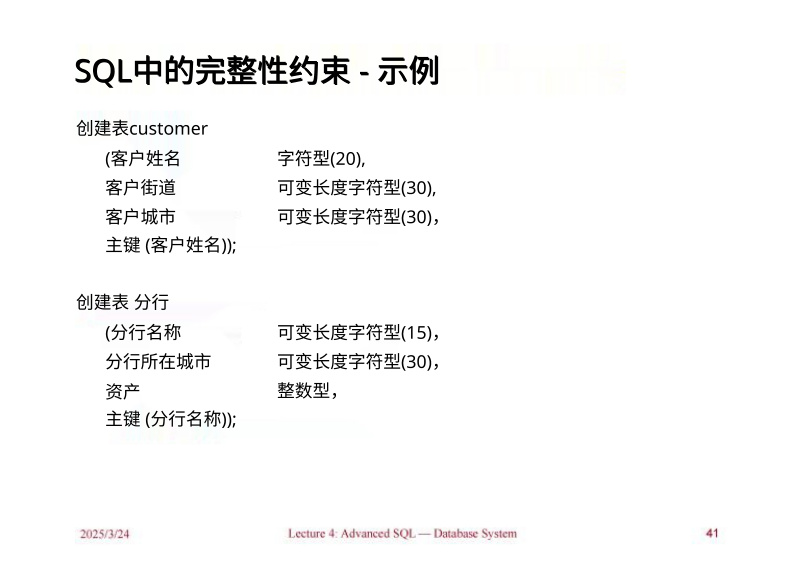 SQL中的完整性约束 - 示例
创建表customer
(客户姓名 字符型(20),
客户街道 可变长度字符型(30),
客户城市 可变长度字符型(30)，
主键 (客户姓名));
创建表 分行
(分行名称 可变长度字符型(15)，
分行所在城市 可变长度字符型(30)，
资产 整数型，
主键 (分行名称));
2025/3/24 Lecture 4: Advanced SQL — Database System 41